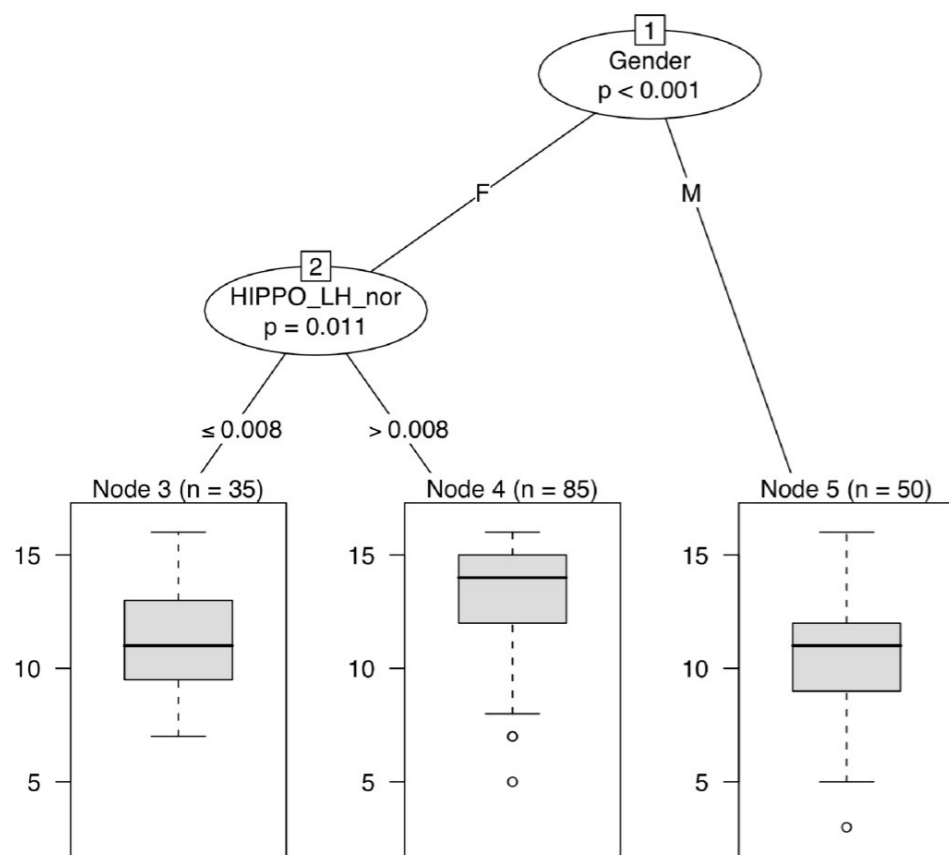 1
Gender
p < 0.001
F
M
2
HIPPO_LH_nor
p = 0.011
≤ 0.008
> 0.008
Node 3 (n = 35)
Node 4 (n = 85)
Node 5 (n = 50)
15
10
5
15
10
5
15
10
5